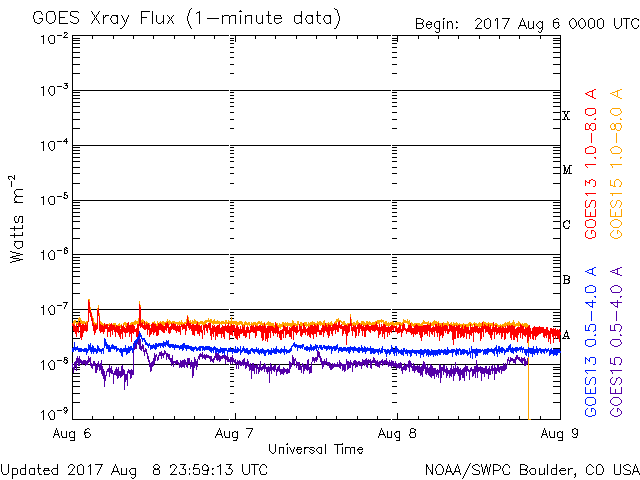 GOES Xray Flux (1-minute data)
Begin: 2017 Aug 6 0000 UTC
10⁻²
10⁻³
10⁻⁴
10⁻⁵
10⁻⁶
10⁻⁷
10⁻⁸
10⁻⁹
Watts m⁻²
X
M
C
B
A
GOES13 1.0-8.0 A
GOES15 1.0-8.0 A
GOES13 0.5-4.0 A
GOES15 0.5-4.0 A
Aug 6
Aug 7
Aug 8
Aug 9
Universal Time
Updated 2017 Aug 8 23:59:13 UTC
NOAA/SWPC Boulder, CO USA